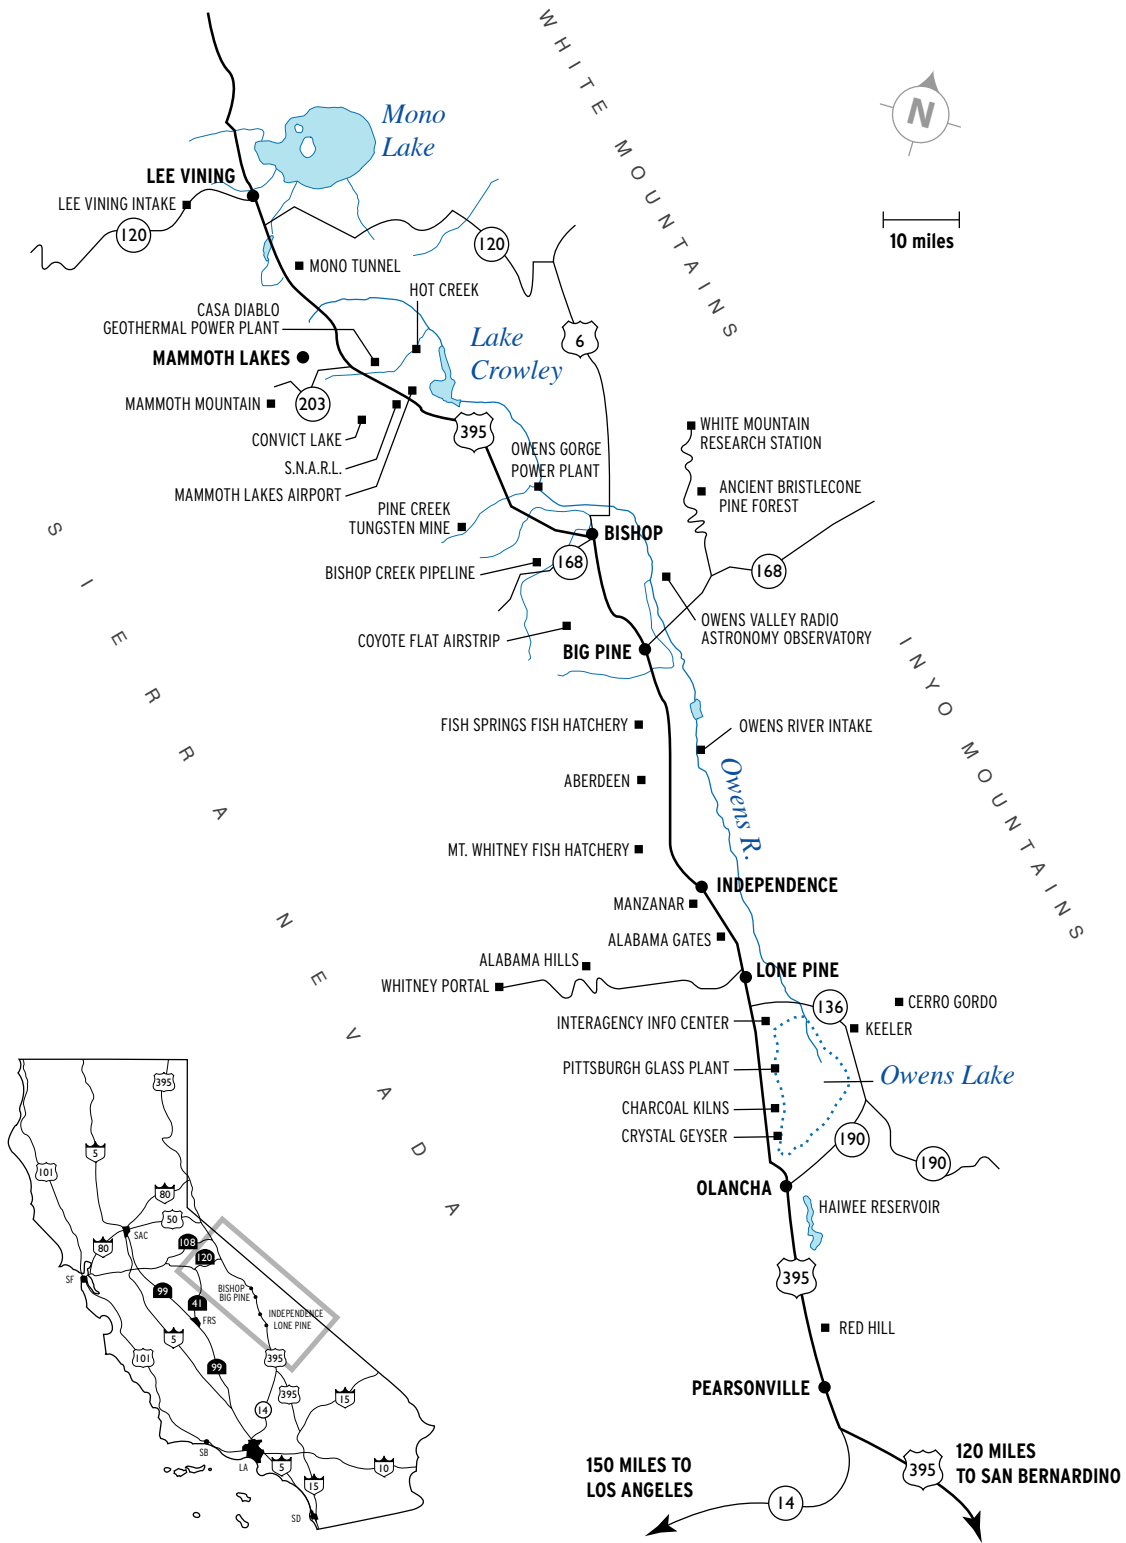 WHITE MOUNTAINS
Mono
Lake
N
LEE VINING
LEE VINING INTAKE
120
120
10 miles
MONO TUNNEL
HOT CREEK
CASA DIABLO
GEOTHERMAL POWER PLANT
Lake
Crowley
6
MAMMOTH LAKES
MAMMOTH MOUNTAIN
203
CONVICT LAKE
395
S.N.A.R.L.
MAMMOTH LAKES AIRPORT
OWENS GORGE
POWER PLANT
WHITE MOUNTAIN
RESEARCH STATION
ANCIENT BRISTLECONE
PINE FOREST
PINE CREEK
TUNGSTEN MINE
BISHOP
168
168
BISHOP CREEK PIPELINE
OWENS VALLEY RADIO
ASTRONOMY OBSERVATORY
COYOTE FLAT AIRSTRIP
BIG PINE
SIERRA NEVADA
INYO MOUNTAINS
FISH SPRINGS FISH HATCHERY
OWENS RIVER INTAKE
ABERDEEN
Owens R.
MT. WHITNEY FISH HATCHERY
INDEPENDENCE
MANZANAR
ALABAMA GATES
ALABAMA HILLS
LONE PINE
WHITNEY PORTAL
136
CERRO GORDO
INTERAGENCY INFO CENTER
KEELER
PITTSBURGH GLASS PLANT
Owens Lake
CHARCOAL KILNS
CRYSTAL GEYSER
190
190
OLANCHA
HAIWEE RESERVOIR
395
RED HILL
PEARSONVILLE
150 MILES TO
LOS ANGELES
14
395
120 MILES
TO SAN BERNARDINO
395
5
101
80
50
SAC
80
108
120
SF
99
41
BISHOP
BIG PINE
INDEPENDENCE
LONE PINE
FRS
5
101
99
395
395
14
15
SB
LA
5
10
15
SD